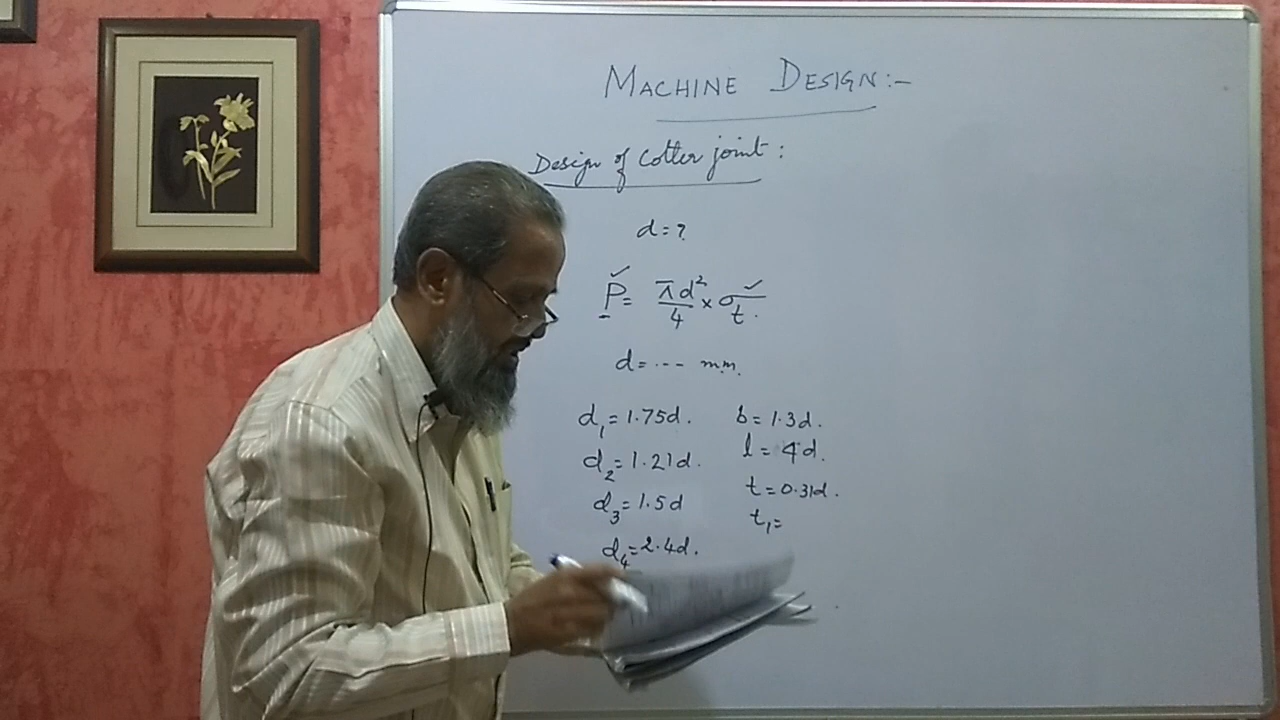 MACHINE DESIGN:-
Design of Cotter joint :
d = ?
P = πd²/4 × σt.
d = --- mm.
d₁ = 1.75d.
d₂ = 1.21d.
d₃ = 1.5d
d₄ = 2.4d.
b = 1.3d.
l = 4d.
t = 0.31d.
t₁ =